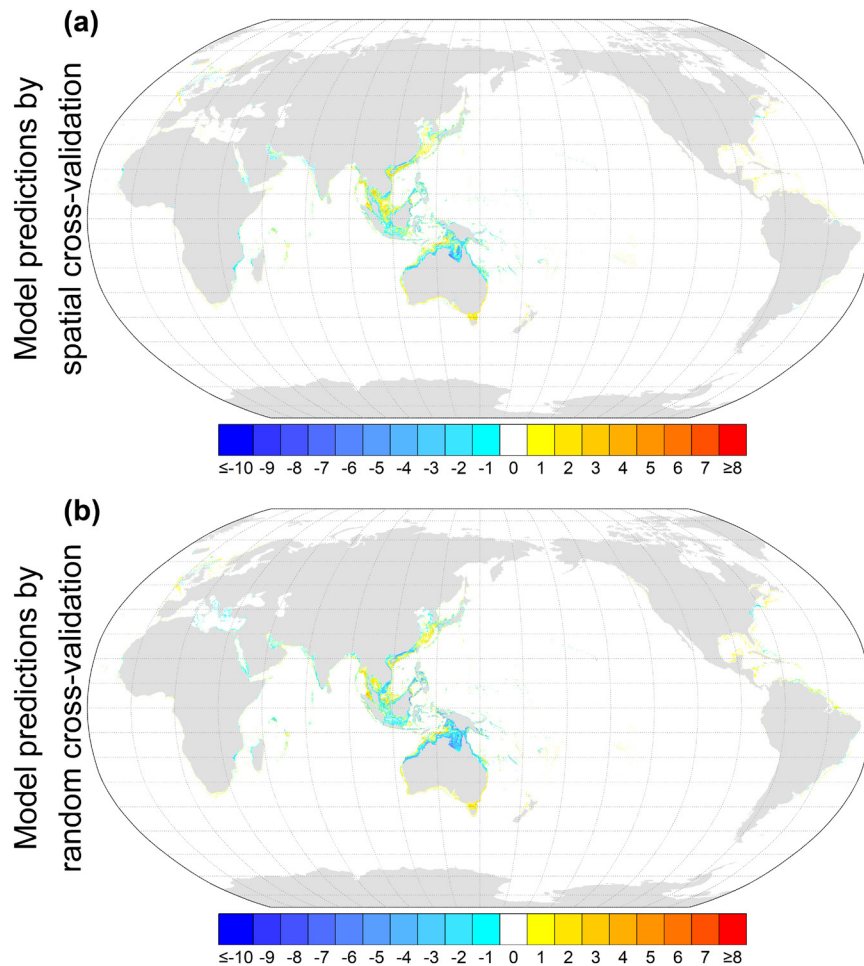 (a)
Model predictions by
spatial cross-validation
≤-10 -9 -8 -7 -6 -5 -4 -3 -2 -1 0 1 2 3 4 5 6 7 ≥8
(b)
Model predictions by
random cross-validation
≤-10 -9 -8 -7 -6 -5 -4 -3 -2 -1 0 1 2 3 4 5 6 7 ≥8